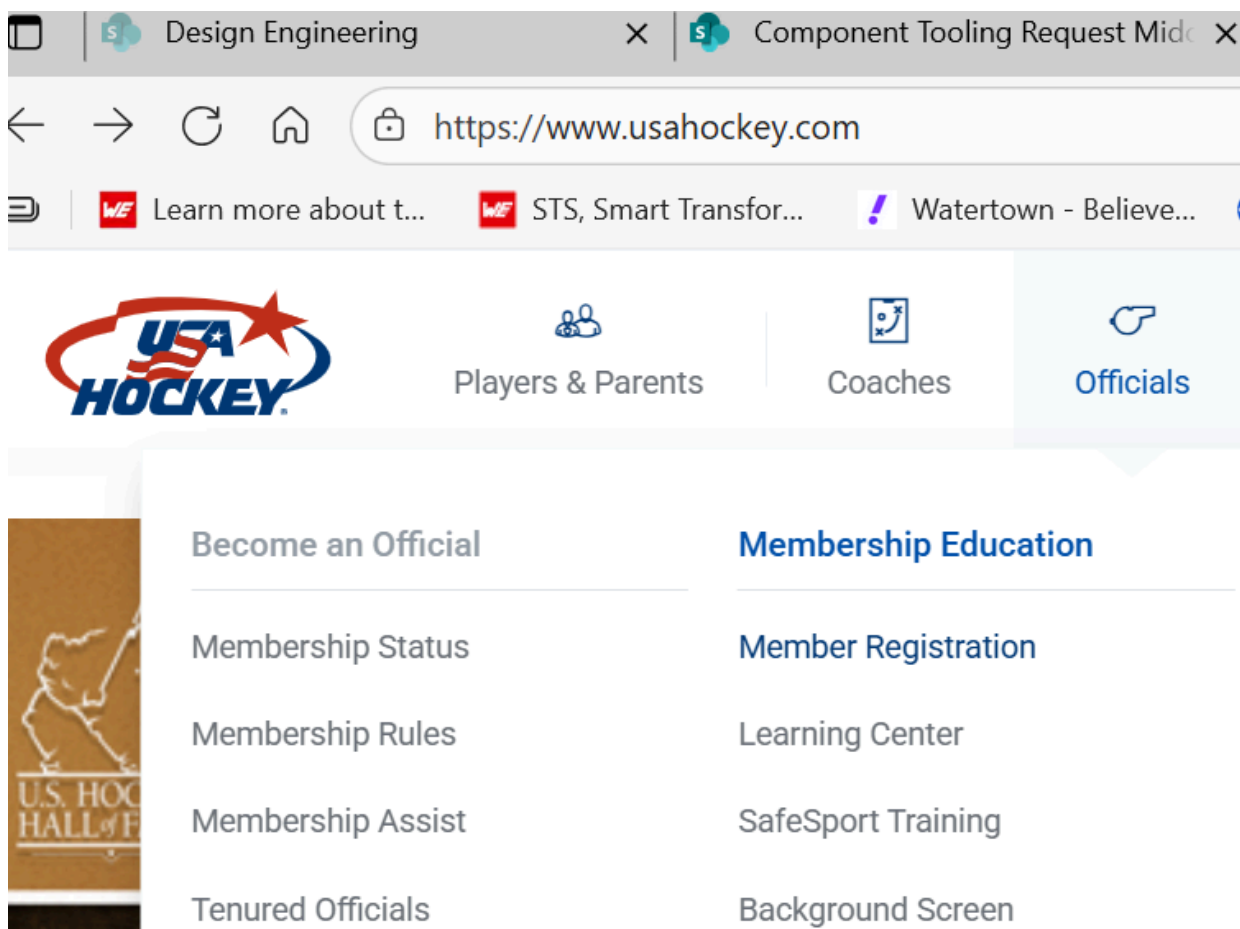 Design Engineering
Component Tooling Request Mid
https://www.usahockey.com
Learn more about t...
STS, Smart Transfor...
Watertown - Believe...
USA HOCKEY
Players & Parents
Coaches
Officials
Become an Official
Membership Education
Membership Status
Member Registration
Membership Rules
Learning Center
Membership Assist
SafeSport Training
Tenured Officials
Background Screen
U.S. HOC
HALL of F